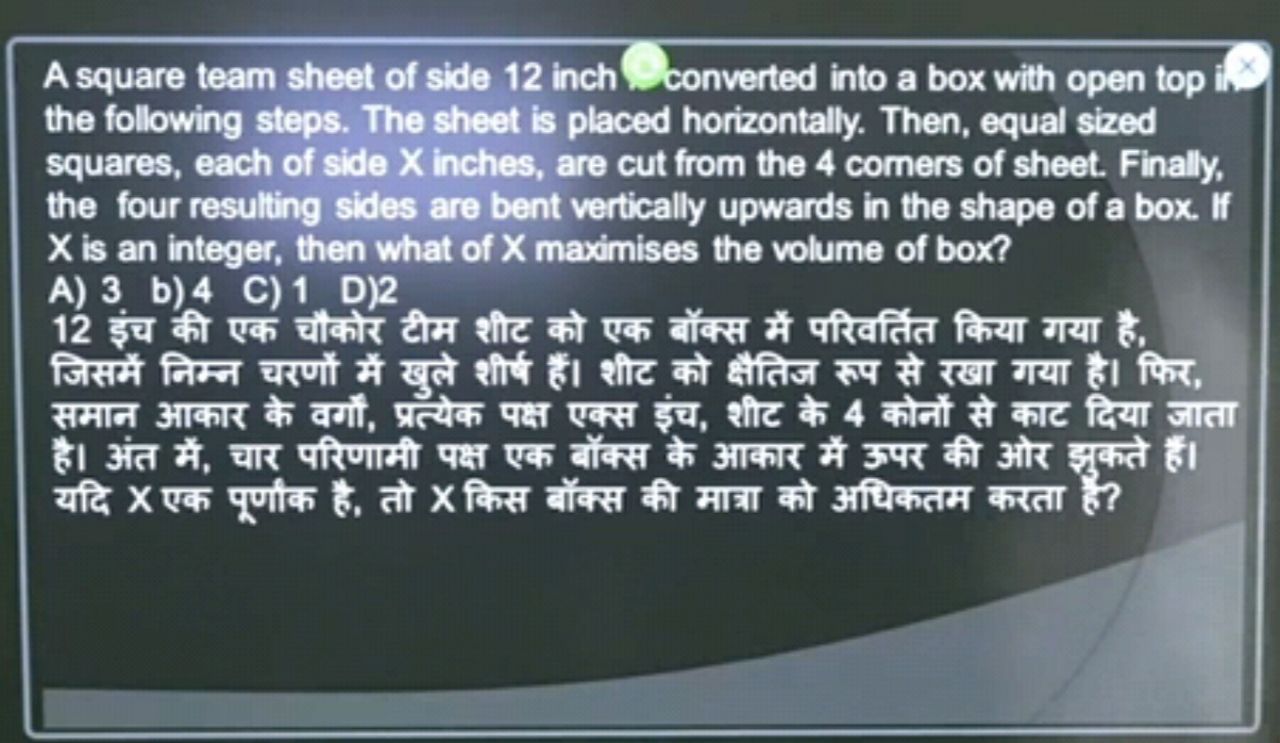 A square team sheet of side 12 inch converted into a box with open top in
the following steps. The sheet is placed horizontally. Then, equal sized
squares, each of side X inches, are cut from the 4 corners of sheet. Finally,
the four resulting sides are bent vertically upwards in the shape of a box. If
X is an integer, then what of X maximises the volume of box?
A) 3 b) 4 C) 1 D)2
12 इंच की एक चौकोर टीम शीट को एक बॉक्स में परिवर्तित किया गया है,
जिसमें निम्न चरणों में खुले शीर्ष हैं। शीट को क्षैतिज रूप से रखा गया है। फिर,
समान आकार के वर्गों, प्रत्येक पक्ष एक्स इंच, शीट के 4 कोनों से काट दिया जाता
है। अंत में, चार परिणामी पक्ष एक बॉक्स के आकार में ऊपर की ओर झुकते हैं।
यदि X एक पूर्णांक है, तो X किस बॉक्स की मात्रा को अधिकतम करता है?